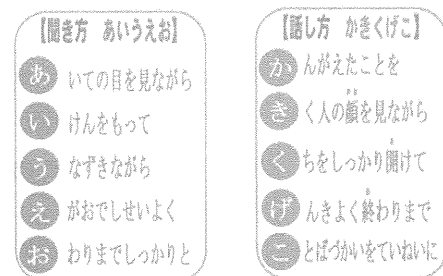 【聞き方 あいうえお】
あいての目を見ながら
いけんをもって
うなずきながら
えがおでしせいよく
おわりまでしっかりと
【話し方 かきくげこ】
かんがえたことを
きく人の顔を見ながら
くちをしっかり開けて
げんきよく終わりまで
ことばづかいをていねいに